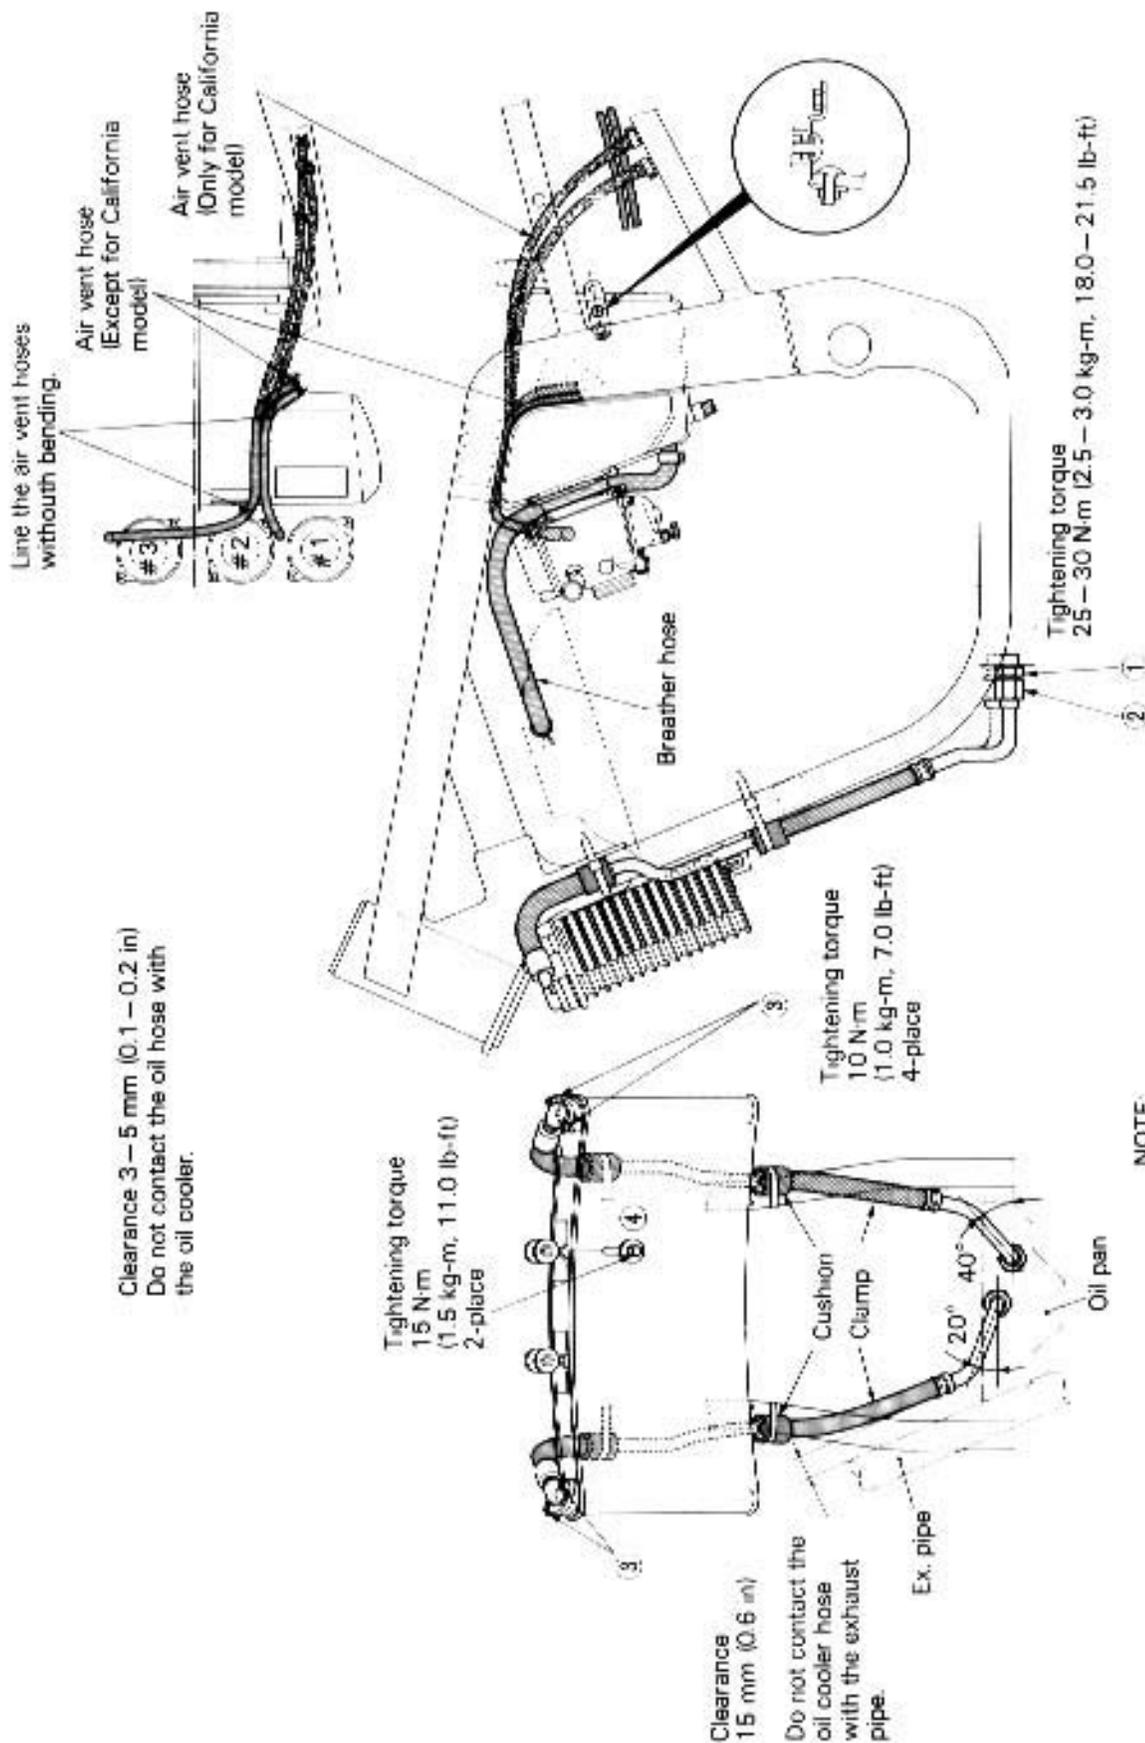 Line the air vent hoses
withouth bending.
Air vent hose
(Except for California
model)
Air vent hose
(Only for California
model)
#3
#2
#1
Clearance 3 – 5 mm (0.1 – 0.2 in)
Do not contact the oil hose with
the oil cooler.
Breather hose
Tightening torque
15 N·m
(1.5 kg-m, 11.0 lb-ft)
2-place
4
3
3
Tightening torque
10 N·m
(1.0 kg-m, 7.0 lb-ft)
4-place
Tightening torque
25 – 30 N·m (2.5 – 3.0 kg-m, 18.0 – 21.5 lb-ft)
2
1
Clearance
15 mm (0.6 in)
Do not contact the
oil cooler hose
with the exhaust
pipe.
Ex. pipe
Cushion
Clamp
20°
40°
Oil pan
NOTE: